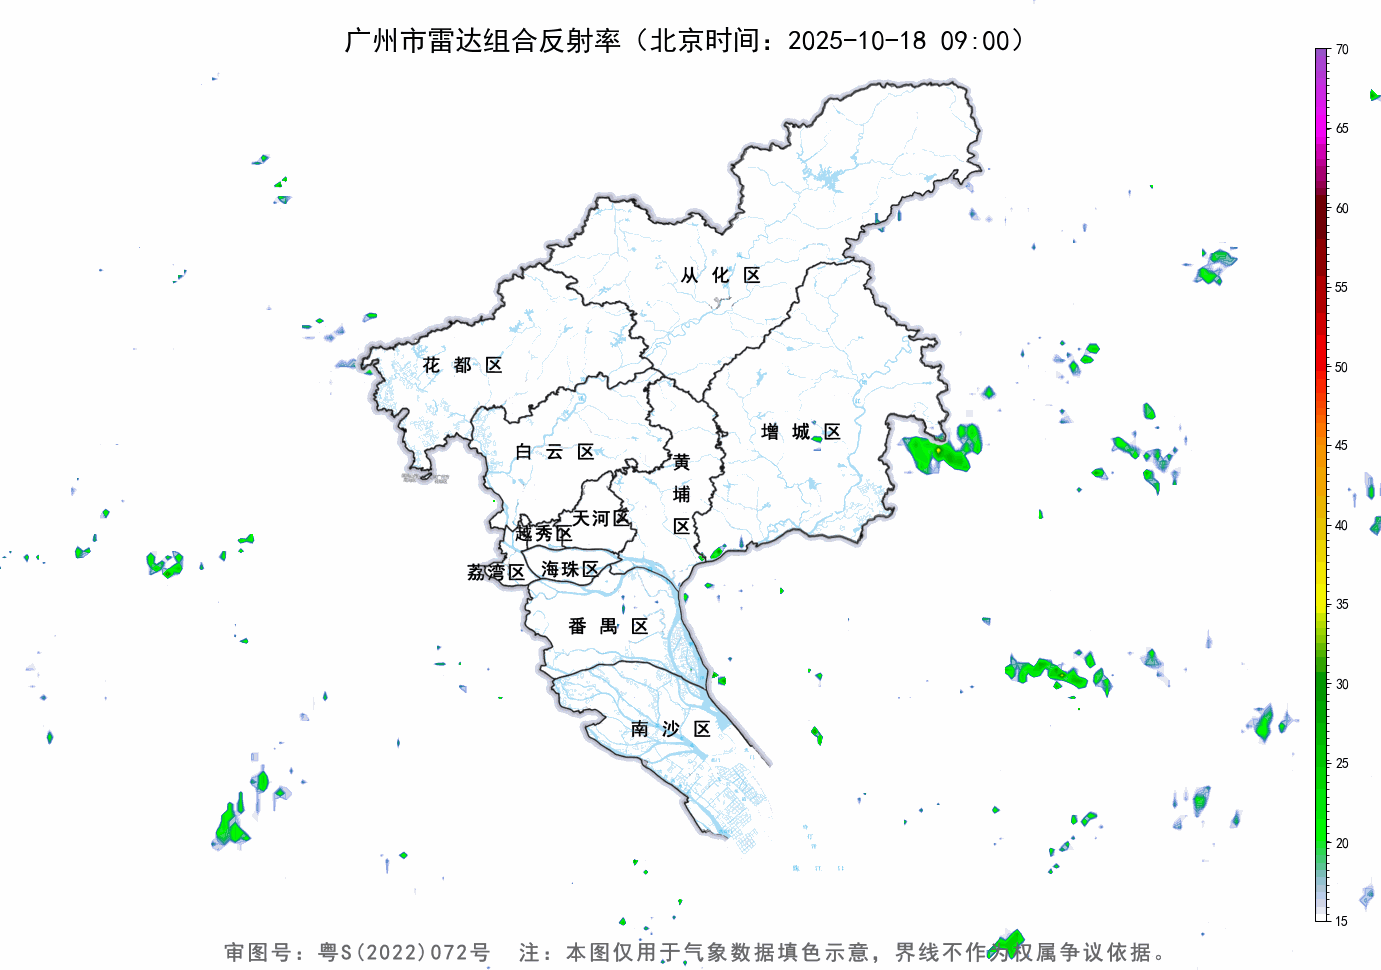 广州市雷达组合反射率（北京时间：2025-10-18 09:00）
70
65
60
55
50
45
40
35
30
25
20
15
从化区
花都区
增城区
白云区
黄埔区
天河区
越秀区
荔湾区
海珠区
番禺区
南沙区
审图号：粤S(2022)072号 注：本图仅用于气象数据填色示意，界线不作为权属争议依据。